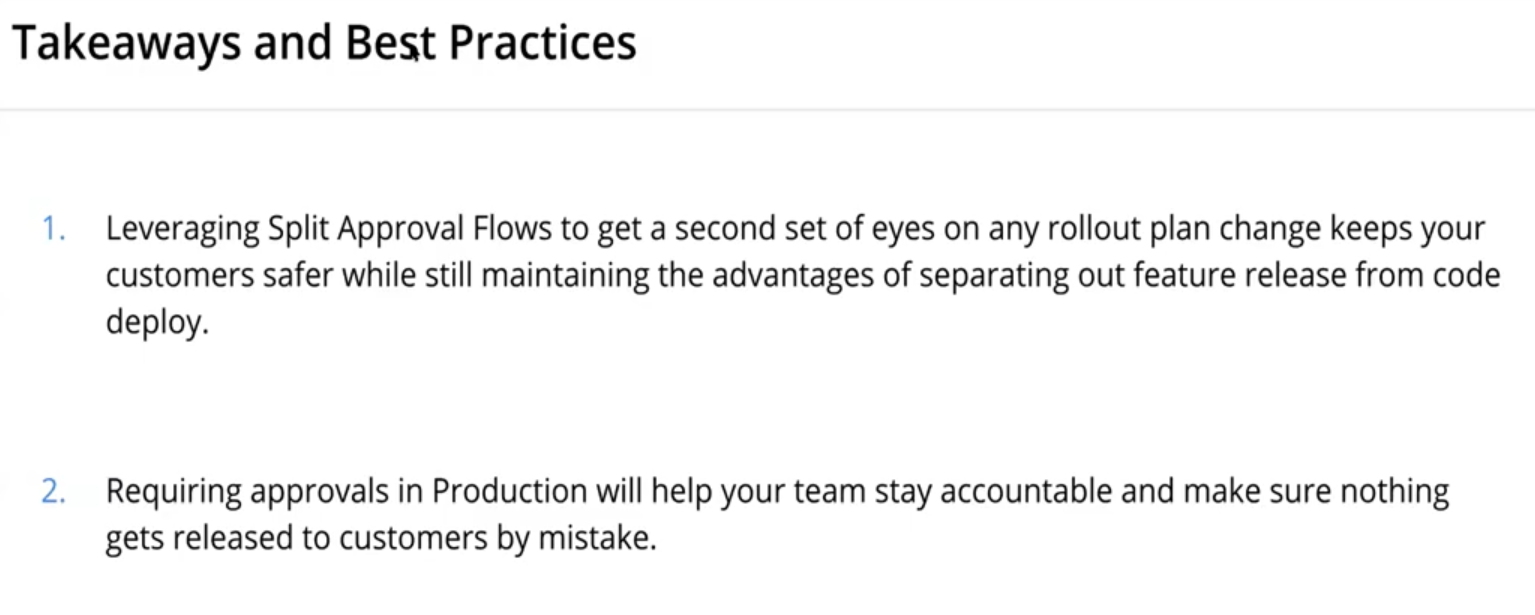 Takeaways and Best Practices
1. Leveraging Split Approval Flows to get a second set of eyes on any rollout plan change keeps your
customers safer while still maintaining the advantages of separating out feature release from code
deploy.
2. Requiring approvals in Production will help your team stay accountable and make sure nothing
gets released to customers by mistake.